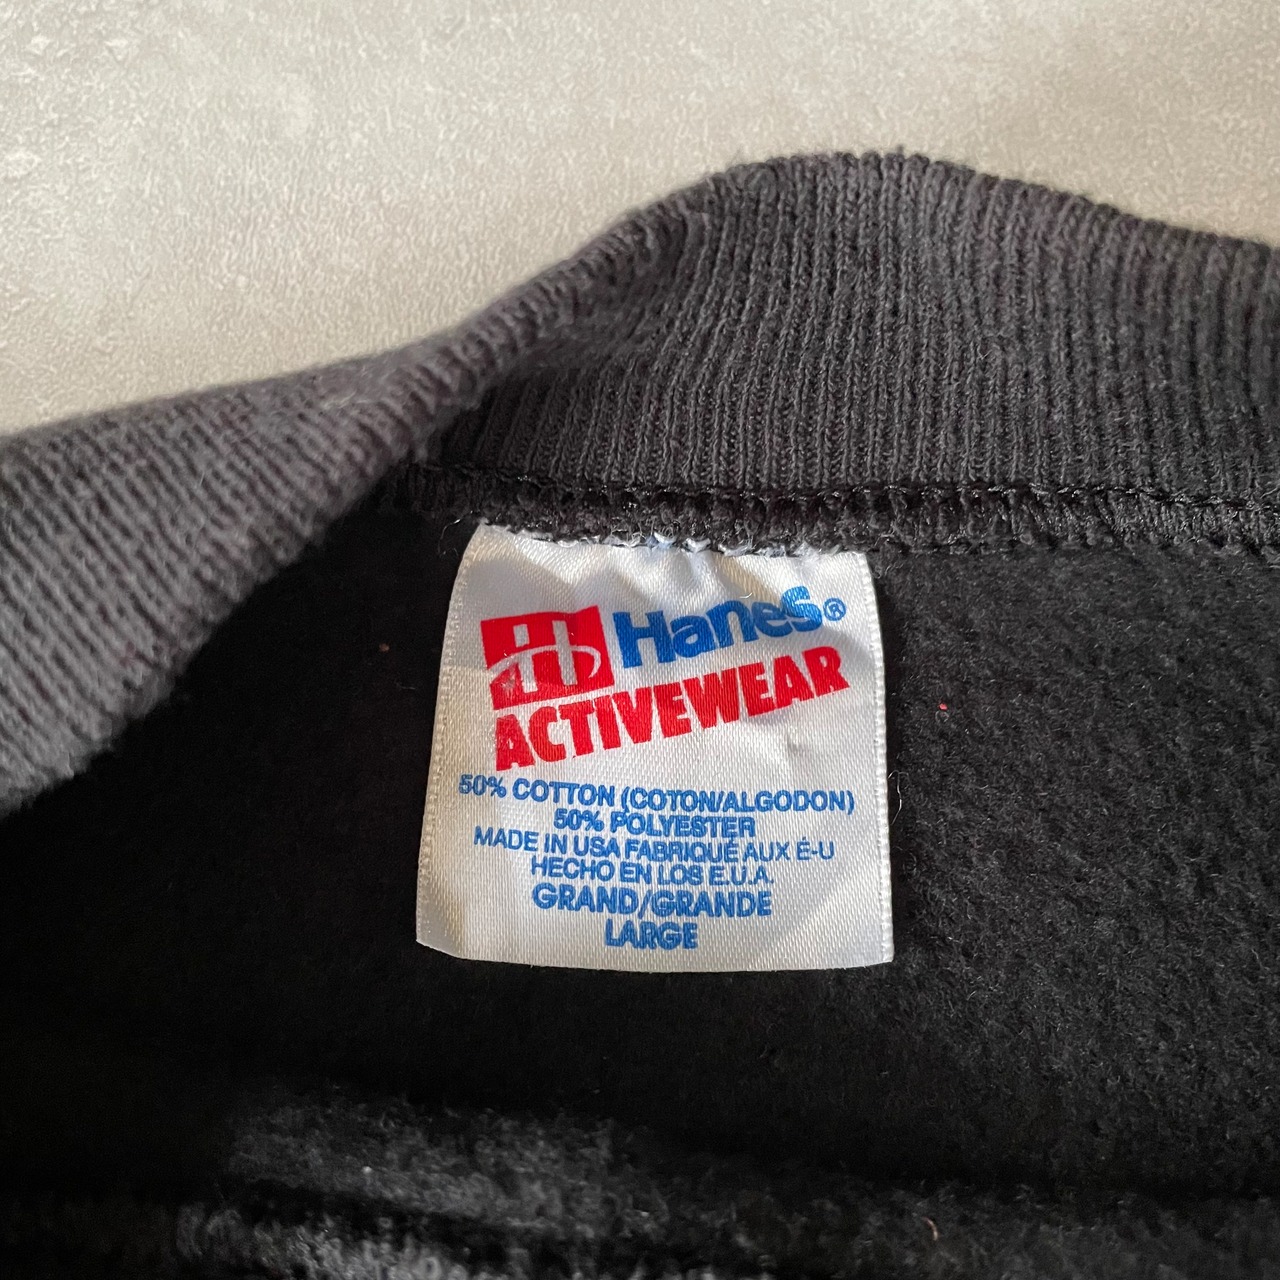 Hanes®
ACTIVEWEAR
50% COTTON (COTON/ALGODON)
50% POLYESTER
MADE IN USA FABRIQUÉ AUX É-U
HECHO EN LOS E.U.A.
GRAND/GRANDE
LARGE